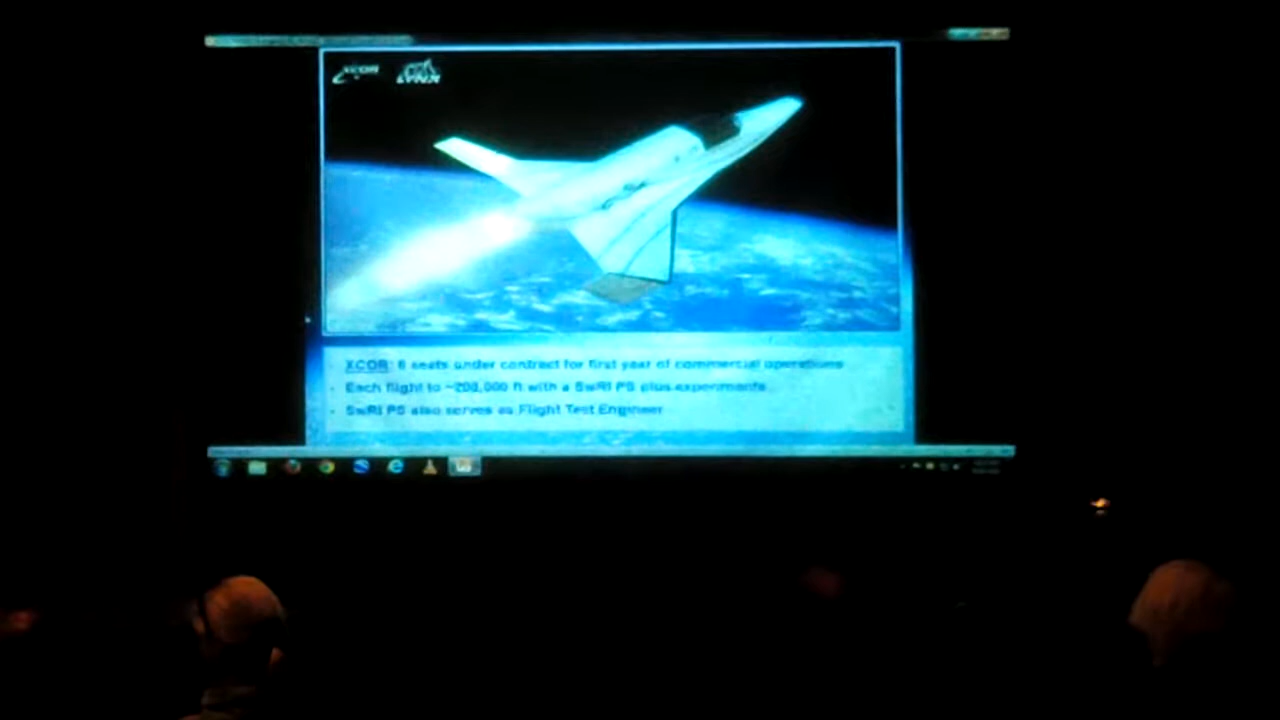 XCOR
LYNX
XCOR: 6 seats under contract for first year of commercial operations
Each flight to ~200,000 ft with a SwRI PS plus experiments
SwRI PS also serves as Flight Test Engineer